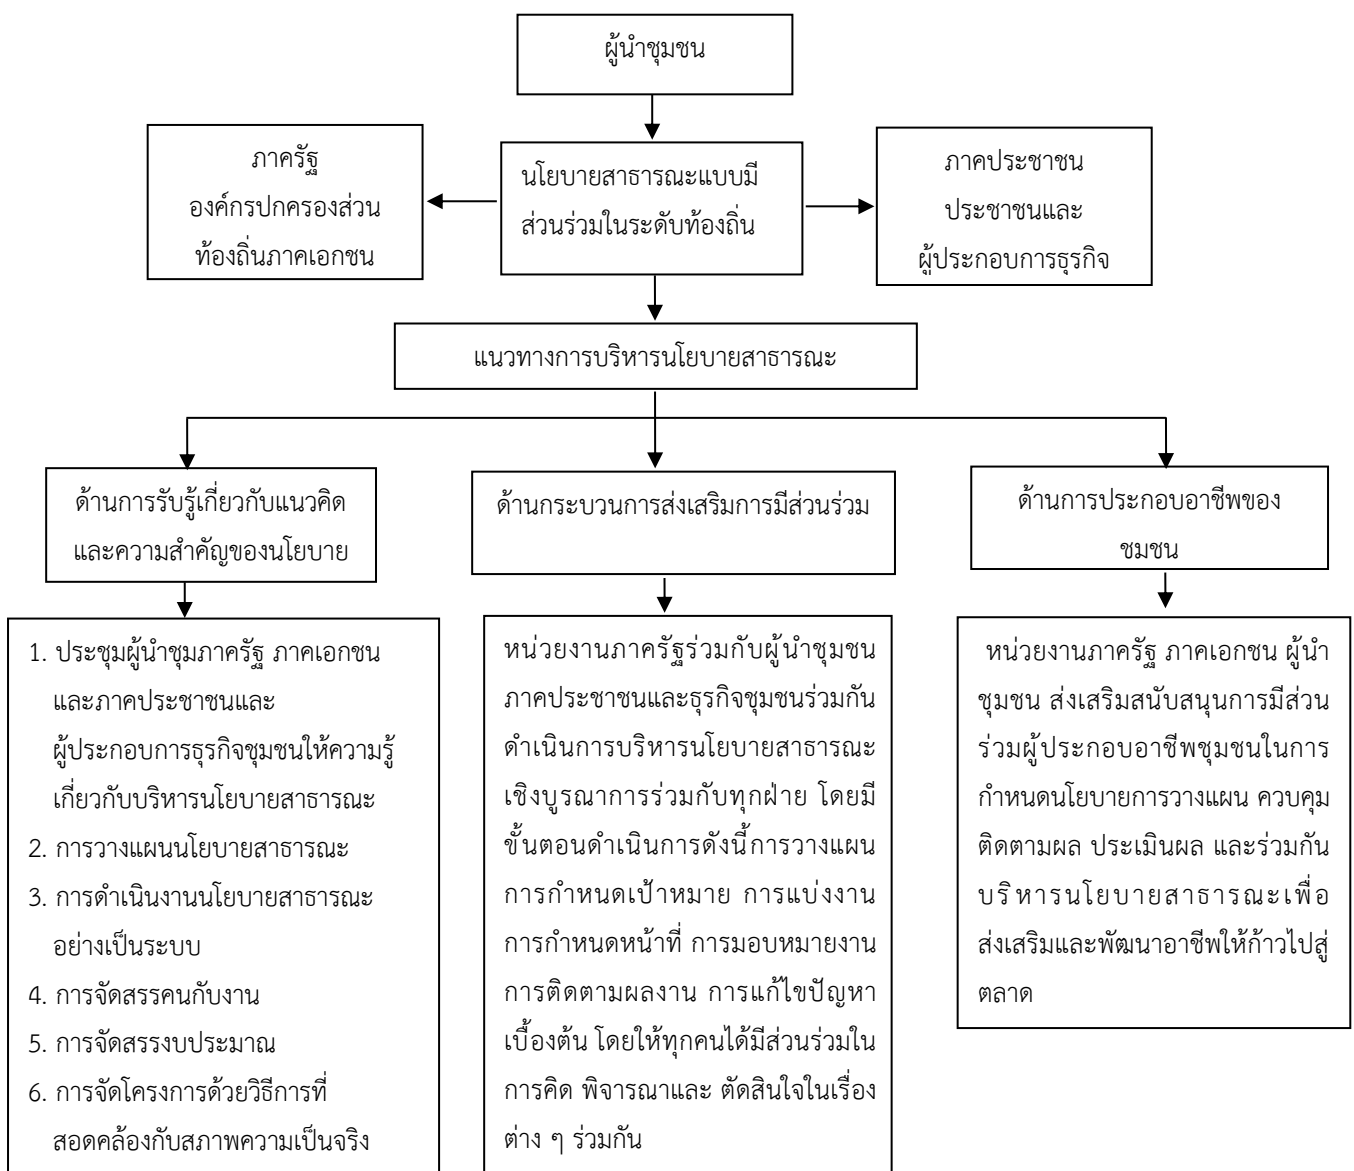 ผู้นำชุมชน
ภาครัฐ
องค์กรปกครองส่วน
ท้องถิ่นภาคเอกชน
นโยบายสาธารณะแบบมี
ส่วนร่วมในระดับท้องถิ่น
ภาคประชาชน
ประชาชนและ
ผู้ประกอบการธุรกิจ
แนวทางการบริหารนโยบายสาธารณะ
ด้านการรับรู้เกี่ยวกับแนวคิด
และความสำคัญของนโยบาย
ด้านกระบวนการส่งเสริมการมีส่วนร่วม
ด้านการประกอบอาชีพของ
ชมชน
1. ประชุมผู้นำชุมภาครัฐ ภาคเอกชน
และภาคประชาชนและ
ผู้ประกอบการธุรกิจชุมชนให้ความรู้
เกี่ยวกับบริหารนโยบายสาธารณะ
2. การวางแผนนโยบายสาธารณะ
3. การดำเนินงานนโยบายสาธารณะ
อย่างเป็นระบบ
4. การจัดสรรคนกับงาน
5. การจัดสรรงบประมาณ
6. การจัดโครงการด้วยวิธีการที่
สอดคล้องกับสภาพความเป็นจริง
หน่วยงานภาครัฐร่วมกับผู้นำชุมชน
ภาคประชาชนและธุรกิจชุมชนร่วมกัน
ดำเนินการบริหารนโยบายสาธารณะ
เชิงบูรณาการร่วมกับทุกฝ่าย โดยมี
ขั้นตอนดำเนินการดังนี้การวางแผน
การกำหนดเป้าหมาย การแบ่งงาน
การกำหนดหน้าที่ การมอบหมายงาน
การติดตามผลงาน การแก้ไขปัญหา
เบื้องต้น โดยให้ทุกคนได้มีส่วนร่วมใน
การคิด พิจารณาและ ตัดสินใจในเรื่อง
ต่าง ๆ ร่วมกัน
หน่วยงานภาครัฐ ภาคเอกชน ผู้นำ
ชุมชน ส่งเสริมสนับสนุนการมีส่วน
ร่วมผู้ประกอบอาชีพชุมชนในการ
กำหนดนโยบายการวางแผน ควบคุม
ติดตามผล ประเมินผล และร่วมกัน
บริหารนโยบายสาธารณะเพื่อ
ส่งเสริมและพัฒนาอาชีพให้ก้าวไปสู่
ตลาด